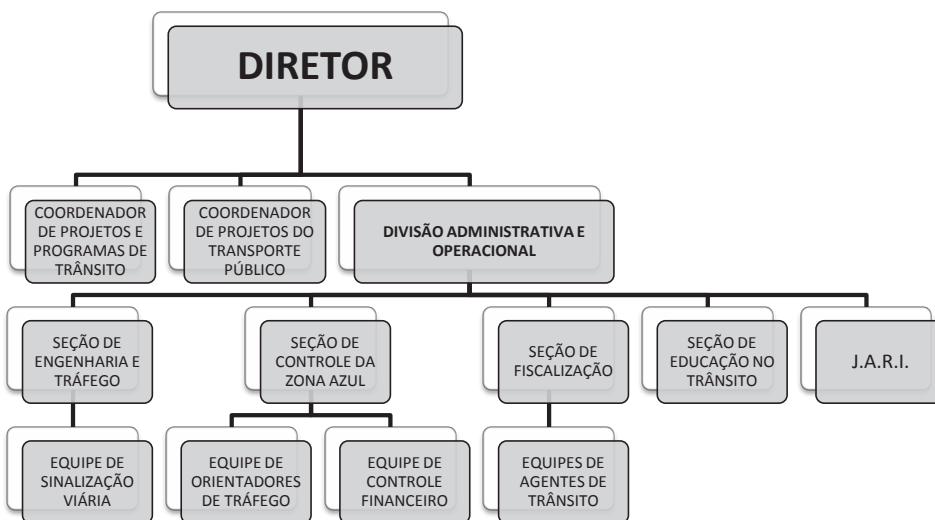 DIRETOR
COORDENADOR
DE PROJETOS E
PROGRAMAS DE
TRÂNSITO
COORDENADOR
DE PROJETOS DO
TRANSPORTE
PÚBLICO
DIVISÃO ADMINISTRATIVA E
OPERACIONAL
SEÇÃO DE
ENGENHARIA E
TRÁFEGO
SEÇÃO DE
CONTROLE DA
ZONA AZUL
SEÇÃO DE
FISCALIZAÇÃO
SEÇÃO DE
EDUCAÇÃO NO
TRÂNSITO
J.A.R.I.
EQUIPE DE
SINALIZAÇÃO
VIÁRIA
EQUIPE DE
ORIENTADORES
DE TRÁFEGO
EQUIPE DE
CONTROLE
FINANCEIRO
EQUIPES DE
AGENTES DE
TRÂNSITO